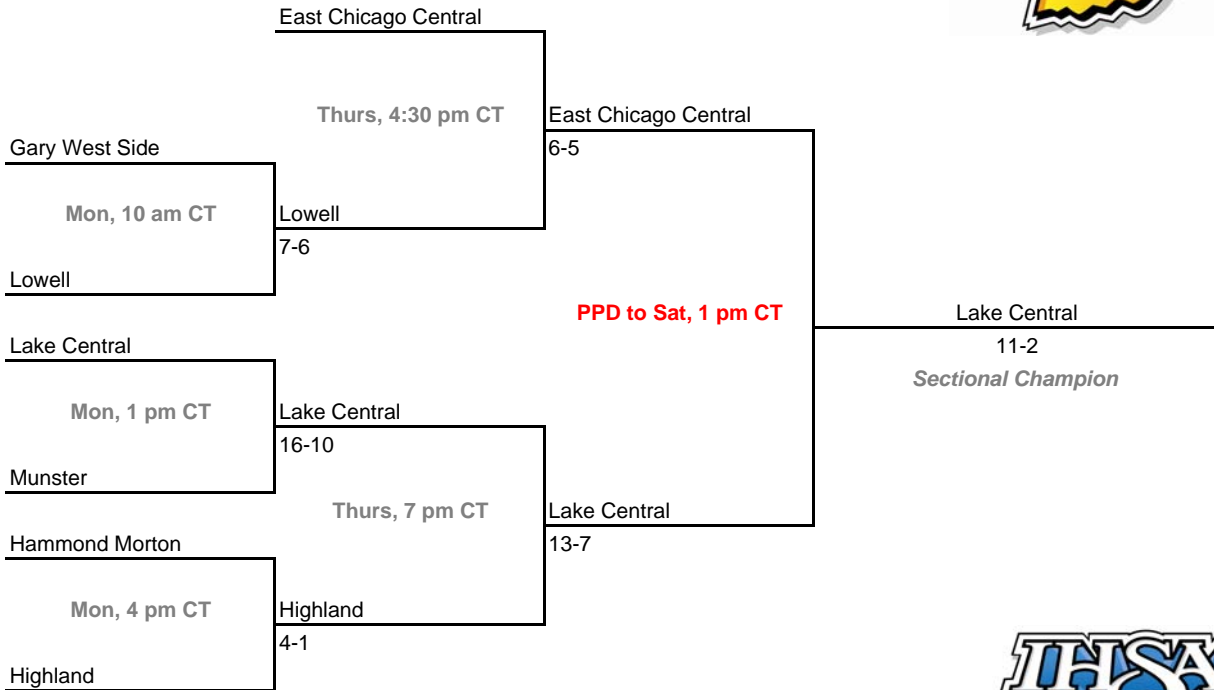 East Chicago Central
Thurs, 4:30 pm CT
East Chicago Central
Gary West Side
6-5
Mon, 10 am CT
Lowell
7-6
Lowell
PPD to Sat, 1 pm CT
Lake Central
Lake Central
11-2
Sectional Champion
Mon, 1 pm CT
Lake Central
16-10
Munster
Thurs, 7 pm CT
Lake Central
Hammond Morton
13-7
Mon, 4 pm CT
Highland
4-1
Highland
IHSA